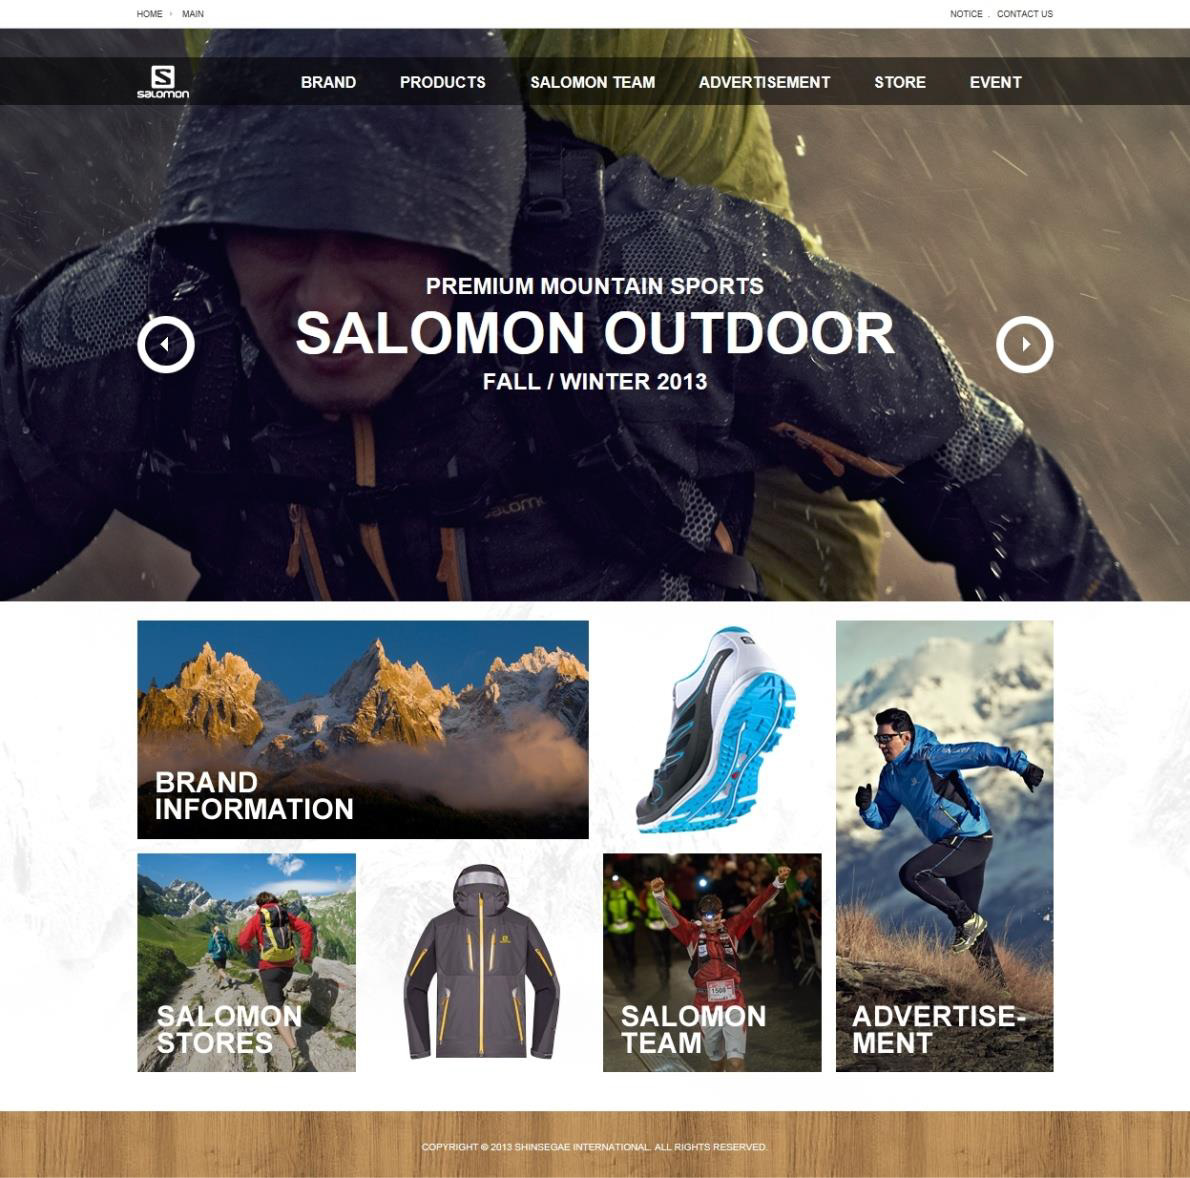 HOME › MAIN
NOTICE . CONTACT US
salomon
BRAND PRODUCTS SALOMON TEAM ADVERTISEMENT STORE EVENT
PREMIUM MOUNTAIN SPORTS
SALOMON OUTDOOR
FALL / WINTER 2013
BRAND
INFORMATION
SALOMON
STORES
SALOMON
TEAM
ADVERTISE-
MENT
COPYRIGHT © 2013 SHINSEGAE INTERNATIONAL. ALL RIGHTS RESERVED.